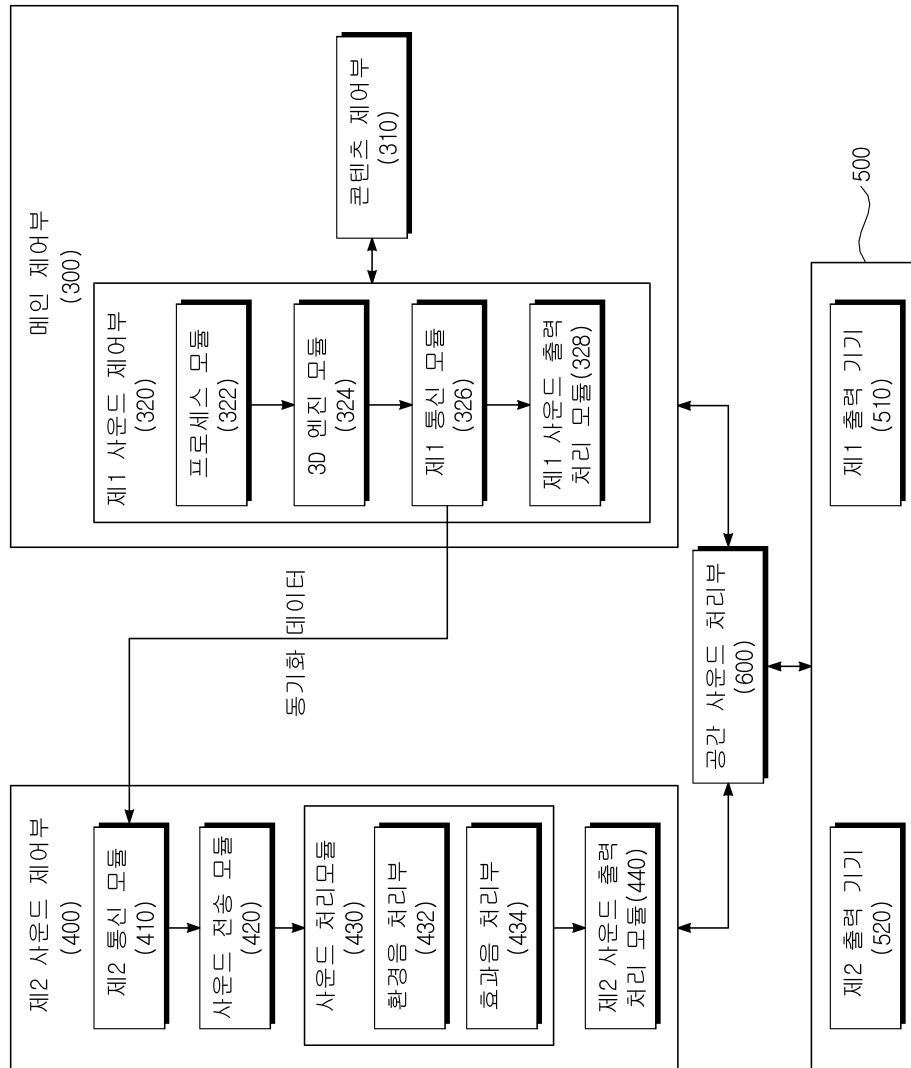 메인 제어부
(300)
제1 사운드 제어부
(320)
프로세스 모듈
(322)
3D 엔진 모듈
(324)
제1 통신 모듈
(326)
제1 사운드 출력
처리 모듈(328)
콘텐츠 제어부
(310)
동기화 데이터
제2 사운드 제어부
(400)
제2 통신 모듈
(410)
사운드 전송 모듈
(420)
사운드 처리모듈
(430)
환경음 처리부
(432)
효과음 처리부
(434)
제2 사운드 출력
처리 모듈(440)
공간 사운드 처리부
(600)
500
제1 출력 기기
(510)
제2 출력 기기
(520)